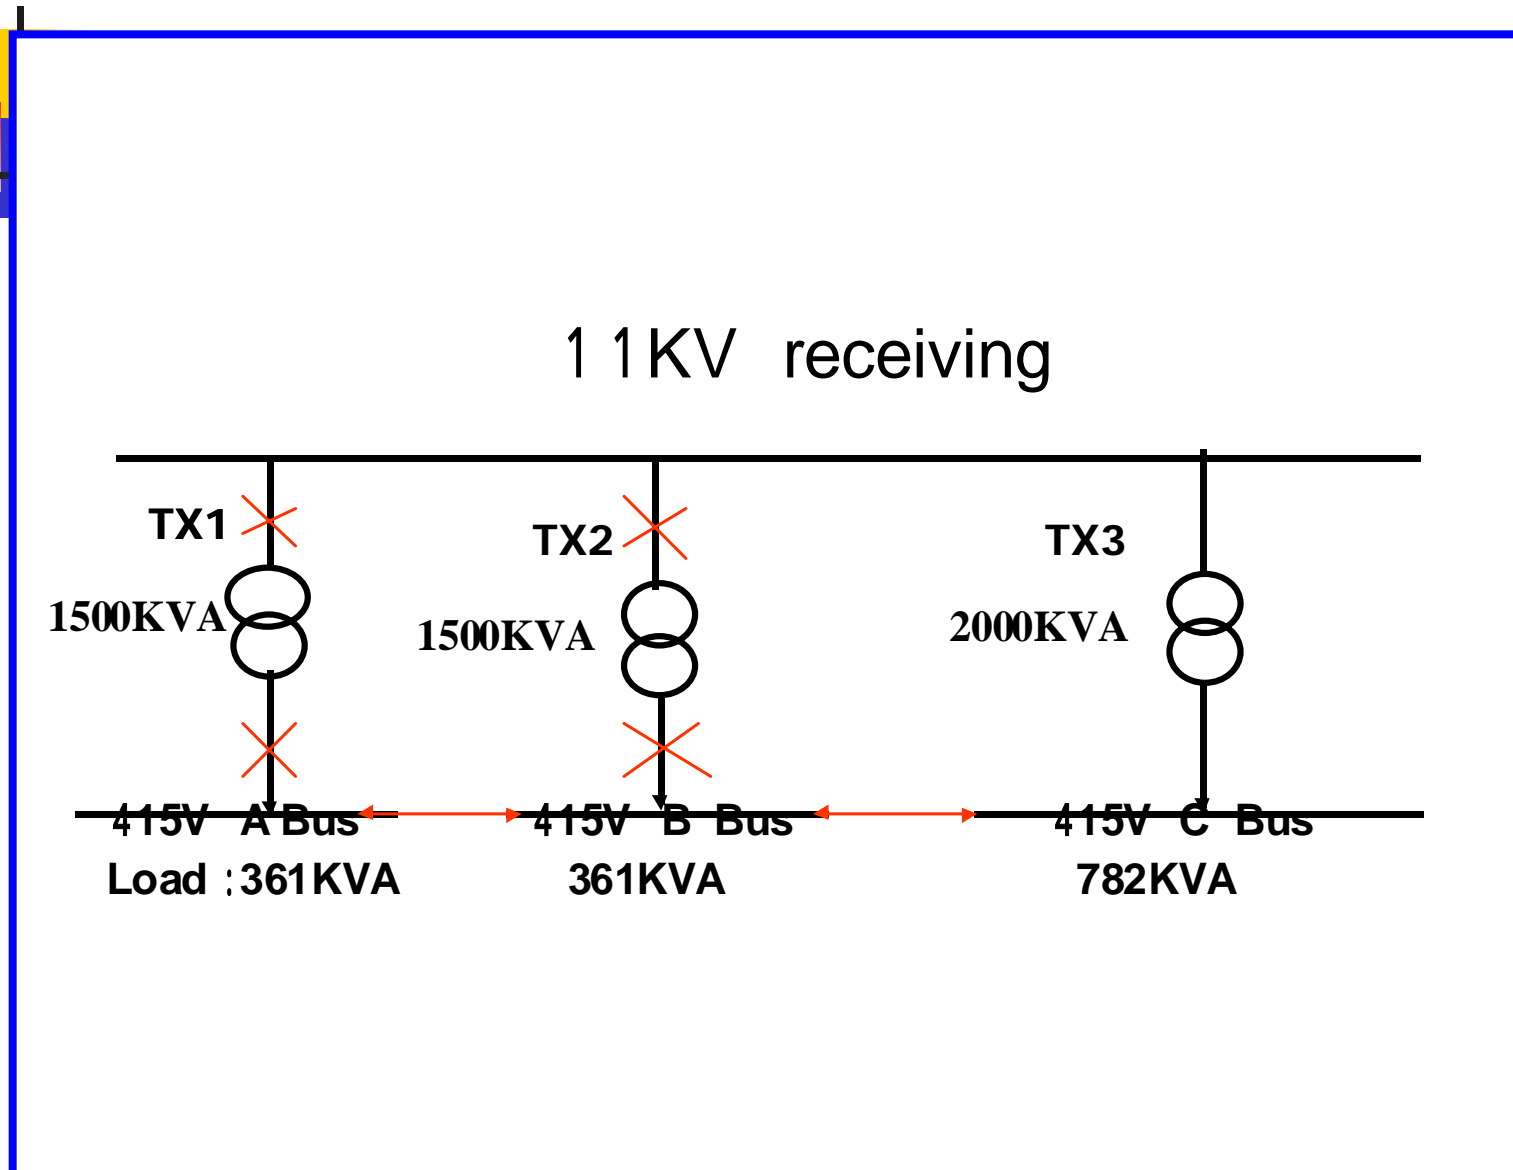 11KV receiving
TX1
TX2
TX3
1500KVA
1500KVA
2000KVA
415V A Bus
415V B Bus
415V C Bus
Load :361KVA
361KVA
782KVA